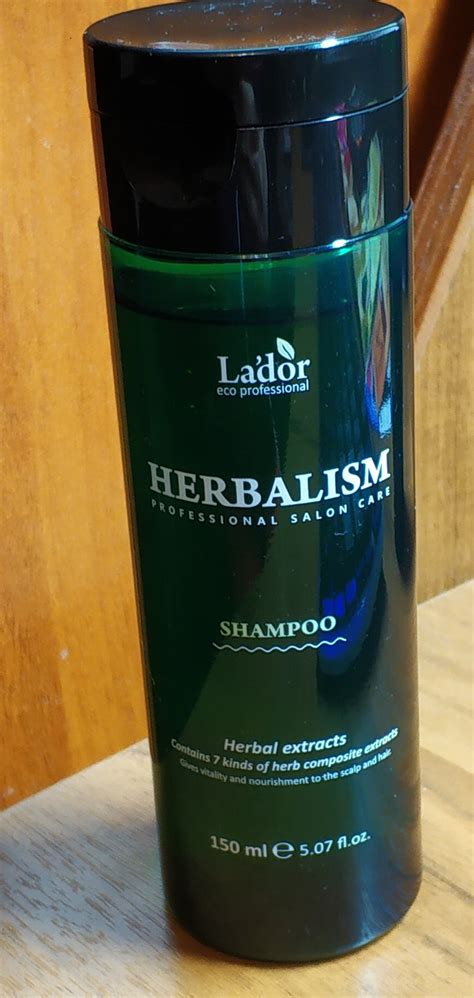 La'dor
eco professional
HERBALISM
PROFESSIONAL SALON CARE
SHAMPOO
Herbal extracts
Contains 7 kinds of herb composite extracts
Gives vitality and nourishment to the scalp and hair.
150 ml ℮ 5.07 fl.oz.